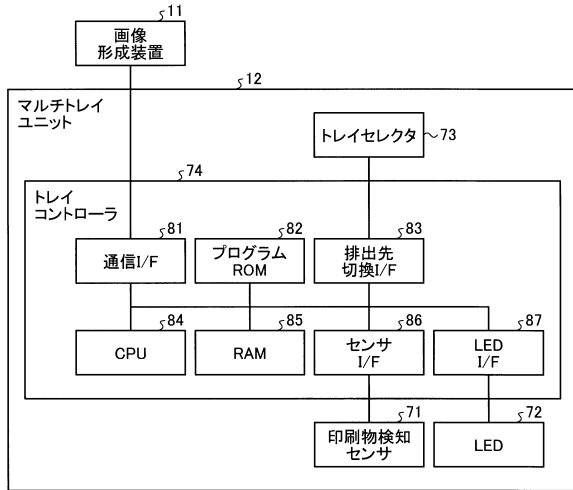 11
画像
形成装置
12
マルチトレイ
ユニット
トレイセレクタ
73
74
トレイ
コントローラ
81
通信I/F
82
プログラム
ROM
83
排出先
切換I/F
84
CPU
85
RAM
86
センサ
I/F
87
LED
I/F
71
印刷物検知
センサ
72
LED